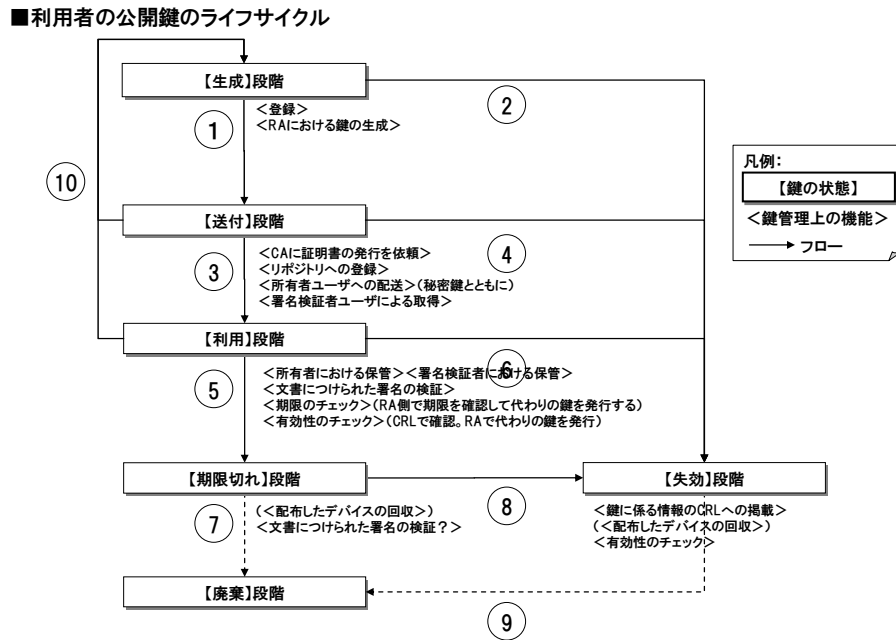 ■利用者の公開鍵のライフサイクル
【生成】段階
②
＜登録＞
＜RAにおける鍵の生成＞
①
⑩
凡例：
【鍵の状態】
＜鍵管理上の機能＞
フロー
【送付】段階
④
＜CAに証明書の発行を依頼＞
＜リポジトリへの登録＞
＜所有者ユーザへの配送＞（秘密鍵とともに）
＜署名検証者ユーザによる取得＞
③
【利用】段階
⑥
＜所有者における保管＞＜署名検証者における保管＞
＜文書につけられた署名の検証＞
＜期限のチェック＞（RA側で期限を確認して代わりの鍵を発行する）
＜有効性のチェック＞（CRLで確認。RAで代わりの鍵を発行）
⑤
【期限切れ】段階
【失効】段階
⑧
（＜配布したデバイスの回収＞）
＜文書につけられた署名の検証？＞
⑦
＜鍵に係る情報のCRLへの掲載＞
（＜配布したデバイスの回収＞）
＜有効性のチェック＞
【廃棄】段階
⑨